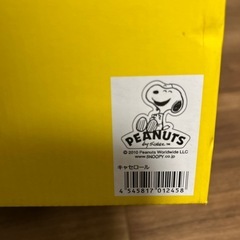 PEANUTS
by Schulz
© 2010 Peanuts Worldwide LLC
www.SNOOPY.co.jp
キャセロール
4 545817 012458